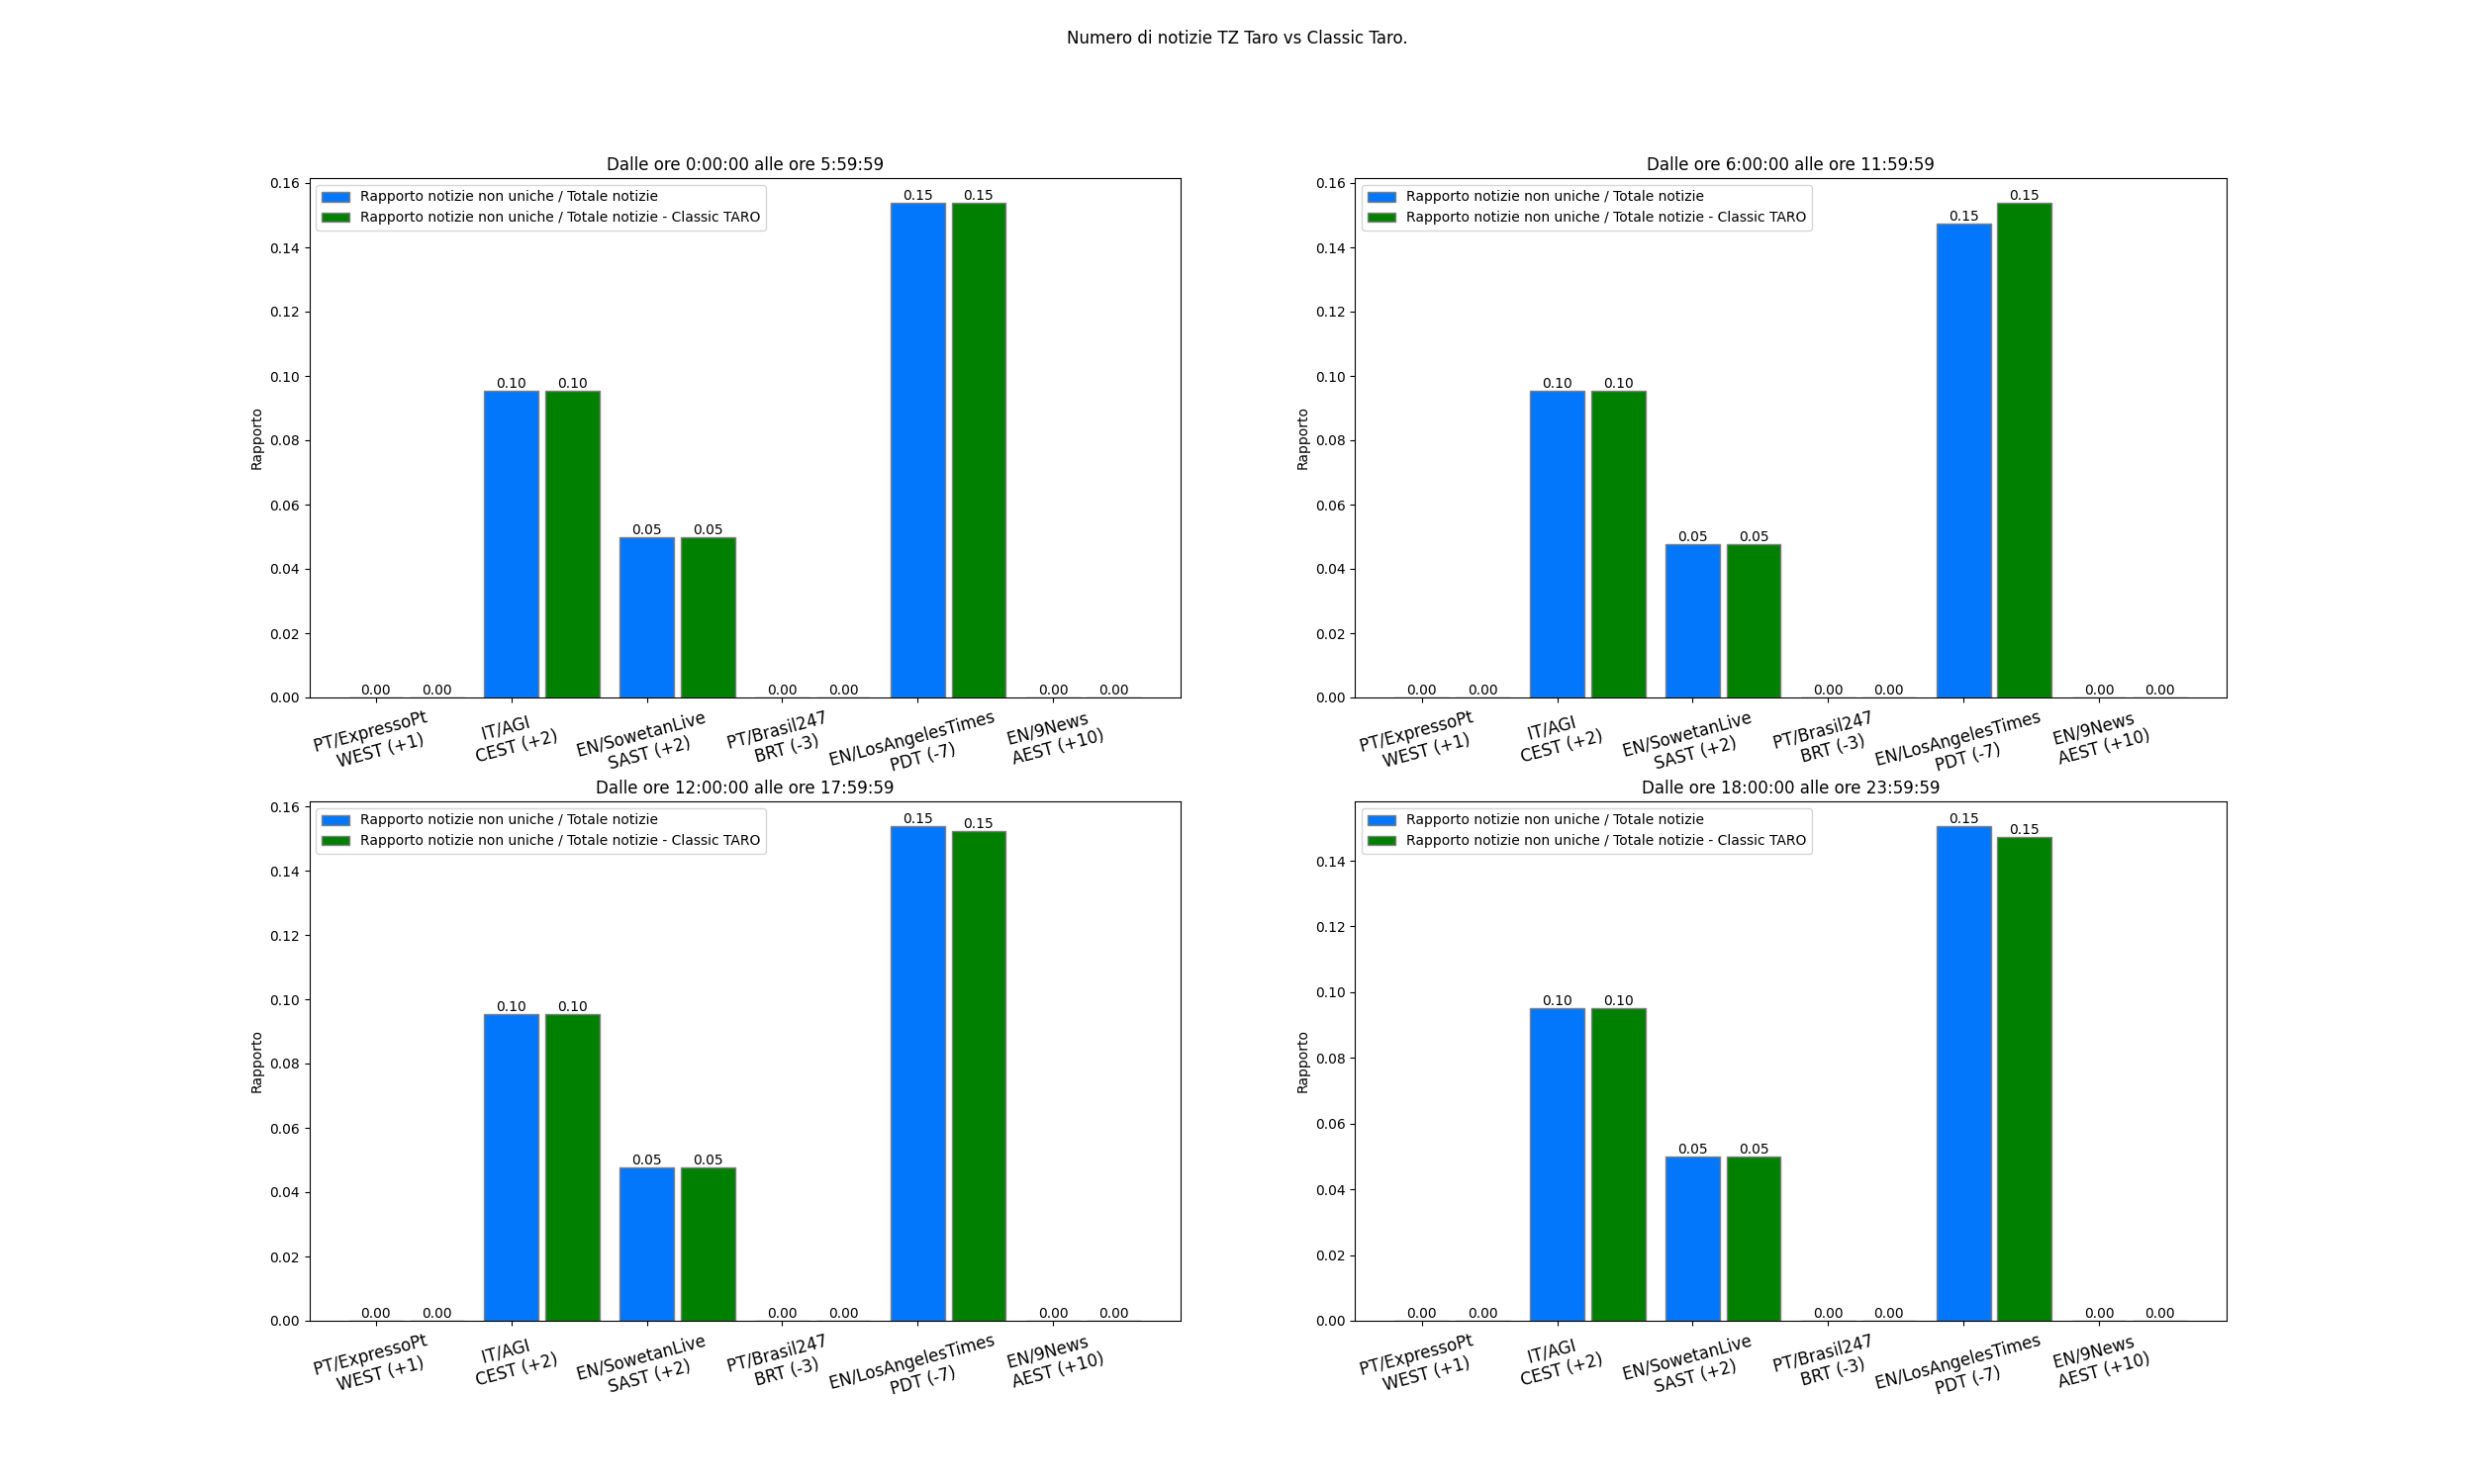 Numero di notizie TZ Taro vs Classic Taro.
Dalle ore 0:00:00 alle ore 5:59:59
Rapporto notizie non uniche / Totale notizie
Rapporto notizie non uniche / Totale notizie - Classic TARO
Rapporto
0.16
0.14
0.12
0.10
0.08
0.06
0.04
0.02
0.00
0.00 0.00 0.10 0.10 0.05 0.05 0.00 0.00 0.15 0.15 0.00 0.00
PT/ExpressoPt
WEST (+1)
IT/AGI
CEST (+2)
EN/SowetanLive
SAST (+2)
PT/Brasil247
BRT (-3)
EN/LosAngelesTimes
PDT (-7)
EN/9News
AEST (+10)
Dalle ore 6:00:00 alle ore 11:59:59
Rapporto notizie non uniche / Totale notizie
Rapporto notizie non uniche / Totale notizie - Classic TARO
Rapporto
0.16
0.14
0.12
0.10
0.08
0.06
0.04
0.02
0.00
0.00 0.00 0.10 0.10 0.05 0.05 0.00 0.00 0.15 0.15 0.00 0.00
PT/ExpressoPt
WEST (+1)
IT/AGI
CEST (+2)
EN/SowetanLive
SAST (+2)
PT/Brasil247
BRT (-3)
EN/LosAngelesTimes
PDT (-7)
EN/9News
AEST (+10)
Dalle ore 12:00:00 alle ore 17:59:59
Rapporto notizie non uniche / Totale notizie
Rapporto notizie non uniche / Totale notizie - Classic TARO
Rapporto
0.16
0.14
0.12
0.10
0.08
0.06
0.04
0.02
0.00
0.00 0.00 0.10 0.10 0.05 0.05 0.00 0.00 0.15 0.15 0.00 0.00
PT/ExpressoPt
WEST (+1)
IT/AGI
CEST (+2)
EN/SowetanLive
SAST (+2)
PT/Brasil247
BRT (-3)
EN/LosAngelesTimes
PDT (-7)
EN/9News
AEST (+10)
Dalle ore 18:00:00 alle ore 23:59:59
Rapporto notizie non uniche / Totale notizie
Rapporto notizie non uniche / Totale notizie - Classic TARO
Rapporto
0.14
0.12
0.10
0.08
0.06
0.04
0.02
0.00
0.00 0.00 0.10 0.10 0.05 0.05 0.00 0.00 0.15 0.15 0.00 0.00
PT/ExpressoPt
WEST (+1)
IT/AGI
CEST (+2)
EN/SowetanLive
SAST (+2)
PT/Brasil247
BRT (-3)
EN/LosAngelesTimes
PDT (-7)
EN/9News
AEST (+10)